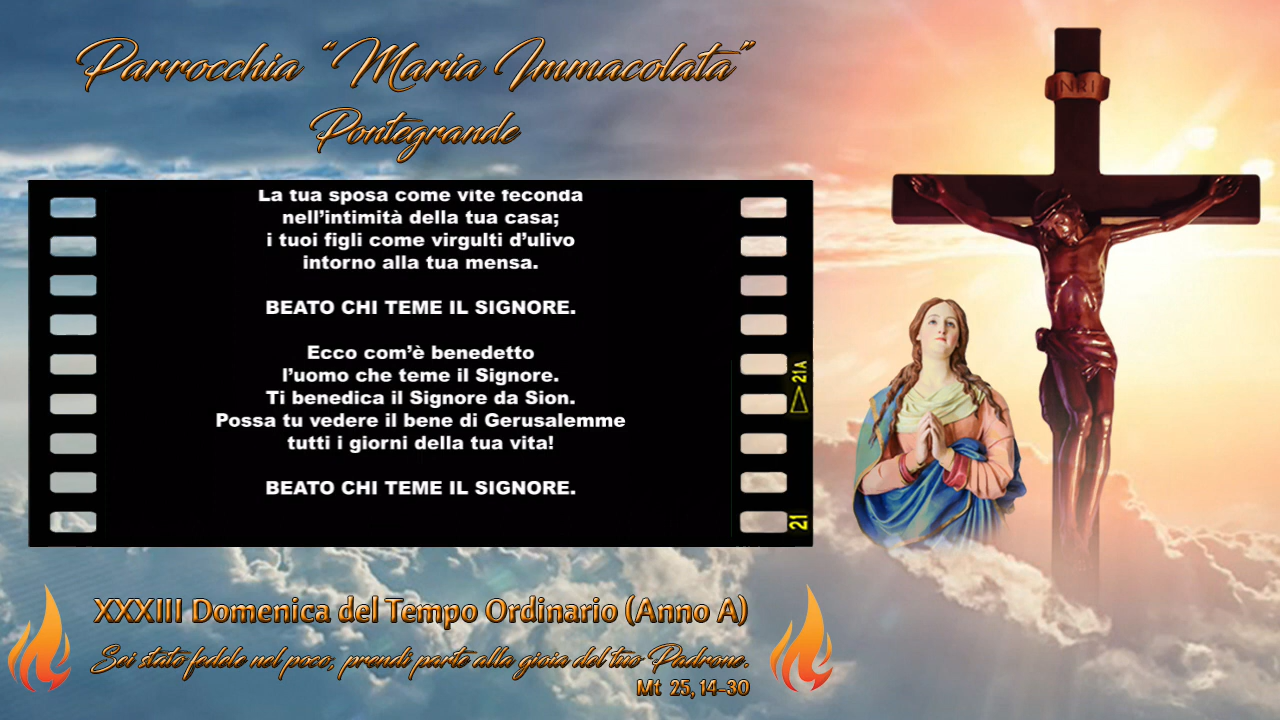 Parrocchia “Maria Immacolata”
Pontegrande
INRI
La tua sposa come vite feconda
nell’intimità della tua casa;
i tuoi figli come virgulti d’ulivo
intorno alla tua mensa.
BEATO CHI TEME IL SIGNORE.
Ecco com’è benedetto
l’uomo che teme il Signore.
Ti benedica il Signore da Sion.
Possa tu vedere il bene di Gerusalemme
tutti i giorni della tua vita!
BEATO CHI TEME IL SIGNORE.
21A
21
XXXIII Domenica del Tempo Ordinario (Anno A)
Sei stato fedele nel poco, prendi parte alla gioia del tuo Padrone.
Mt 25, 14-30